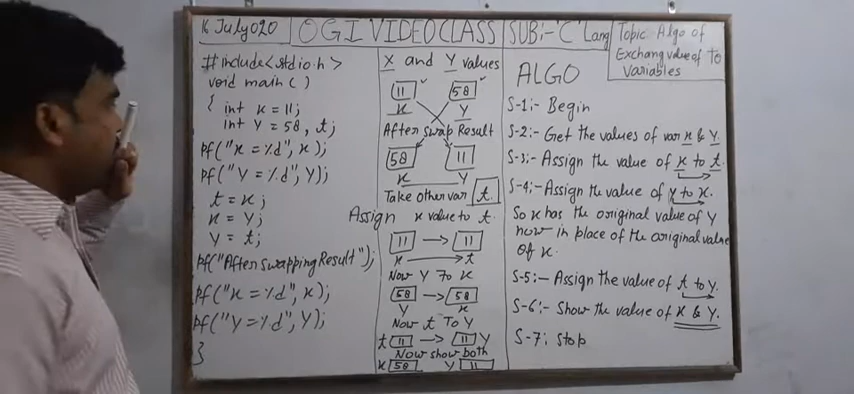 16 July 020
OGI VIDEO CLASS
SUB:-'C' Lang
Topic Algo of
Exchang value of To
Variables
#include<stdio.h>
void main()
{
int x = 11;
int Y = 58, t;
Pf("x = %d", x);
Pf("Y = %d", Y);
t = x;
x = Y;
Y = t;
Pf("After Swapping Result");
Pf("x = %d", x);
Pf("Y = %d", Y);
}
X and Y values
11 58
x Y
After Swap Result
58 11
x Y
Take other var t.
Assign x value to t.
11 → 11
x → t
Now Y To x
58 → 58
Y x
Now t To Y
t 11 → 11 Y
Now show both
x 58 Y 11
ALGO
S-1:- Begin
S-2:- Get the values of var x & Y.
S-3:- Assign the value of x to t.
S-4:- Assign the value of Y to x.
So x has the original value of Y
now in place of the original value
of x.
S-5:- Assign the value of t to Y.
S-6:- Show the value of x & Y.
S-7: Stop